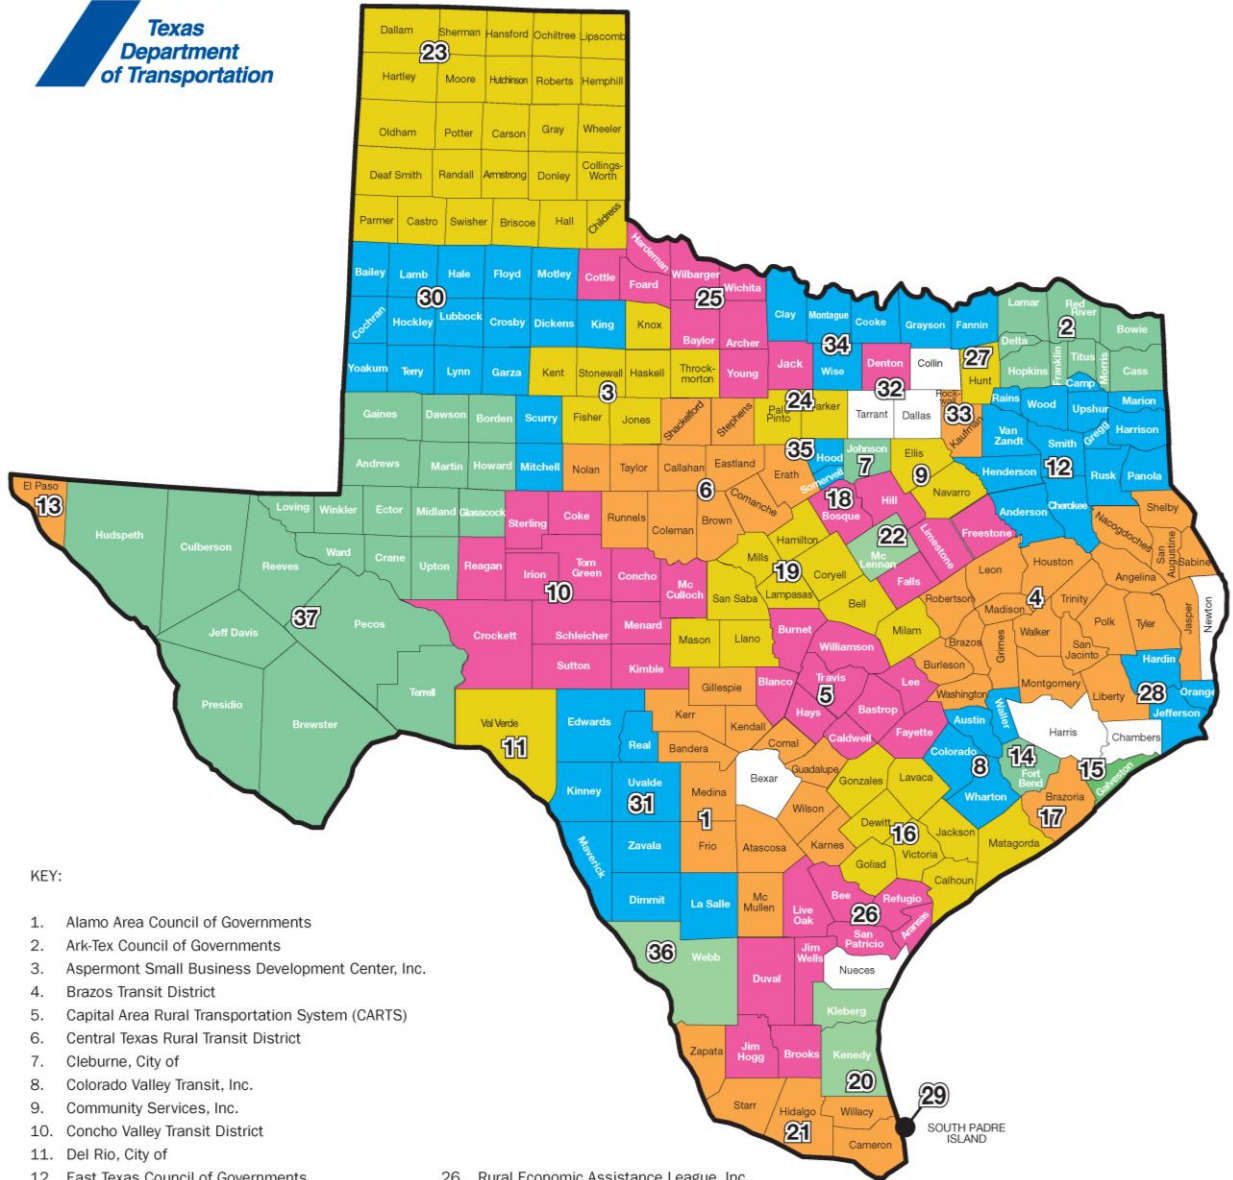 Texas
Department
of Transportation
Dallam Sherman Hansford Ochiltree Lipscomb
23
Hartley Moore Hutchinson Roberts Hemphill
Oldham Potter Carson Gray Wheeler
Deaf Smith Randall Armstrong Donley Collings-
Worth
Parmer Castro Swisher Briscoe Hall Childress
Hardeman
Bailey Lamb Hale Floyd Motley Cottle Foard Wilbarger Wichita
30 25
Cochran Hockley Lubbock Crosby Dickens King Knox Baylor Archer
Clay Montague Cooke Grayson Fannin
34
Lamar Red
River Bowie
2
Delta Hopkins Franklin Titus Camp Morris Cass
Yoakum Terry Lynn Garza Kent Stonewall Haskell Throck-
morton Young Jack Wise Denton Collin Hunt
3 32 27
Gaines Dawson Borden Scurry Fisher Jones Shackelford Stephens Palo
Pinto Parker Tarrant Dallas Rock-
wall Kaufman
24 33
Rains Wood Upshur Marion
Van
Zandt Smith Gregg Harrison
12
Andrews Martin Howard Mitchell Nolan Taylor Callahan Eastland Erath Hood Somervell Johnson Ellis Navarro Henderson Rusk Panola
6 35 7 9
El Paso
13
Hudspeth Culberson Reeves Loving Winkler Ector Midland Glasscock Sterling Coke Runnels Coleman Brown Comanche
18
Bosque Hill Freestone Anderson Cherokee Nacogdoches Shelby
Ward Crane Upton Reagan Irion Tom
Green Concho Mc
Culloch Mills Hamilton
10 19 22
Mc
Lennan Limestone Leon Houston Angelina San
Augustine Sabine
San Saba Lampasas Coryell Falls Bell Robertson Madison Trinity Polk Tyler Jasper Newton
4
37
Jeff Davis Pecos Crockett Schleicher Menard Mason Llano Burnet Williamson Milam Brazos Grimes Walker San
Jacinto Hardin
Sutton Kimble Blanco Travis Lee Burleson Washington Montgomery Liberty Orange
5 28
Presidio Brewster Terrell Val Verde Edwards Gillespie Hays Bastrop Caldwell Fayette Austin Waller Harris Chambers Jefferson
11
Real Kerr Kendall Bandera Comal Guadalupe Colorado
8 14 15
Fort
Bend Galveston
Kinney Uvalde Medina Bexar Gonzales Lavaca Wharton Brazoria
31 1 17
Wilson Dewitt Jackson Matagorda
16
Maverick Zavala Frio Atascosa Karnes Goliad Victoria Calhoun
Dimmit La Salle Mc
Mullen Live
Oak Bee Refugio Aransas
26
San
Patricio
36
Webb Duval Jim
Wells Nueces
Kleberg
Zapata Jim
Hogg Brooks Kenedy
20
29
Starr Hidalgo Willacy SOUTH PADRE
ISLAND
21
Cameron
KEY:
1. Alamo Area Council of Governments
2. Ark-Tex Council of Governments
3. Aspermont Small Business Development Center, Inc.
4. Brazos Transit District
5. Capital Area Rural Transportation System (CARTS)
6. Central Texas Rural Transit District
7. Cleburne, City of
8. Colorado Valley Transit, Inc.
9. Community Services, Inc.
10. Concho Valley Transit District
11. Del Rio, City of
12. East Texas Council of Governments
26. Rural Economic Assistance League, Inc.